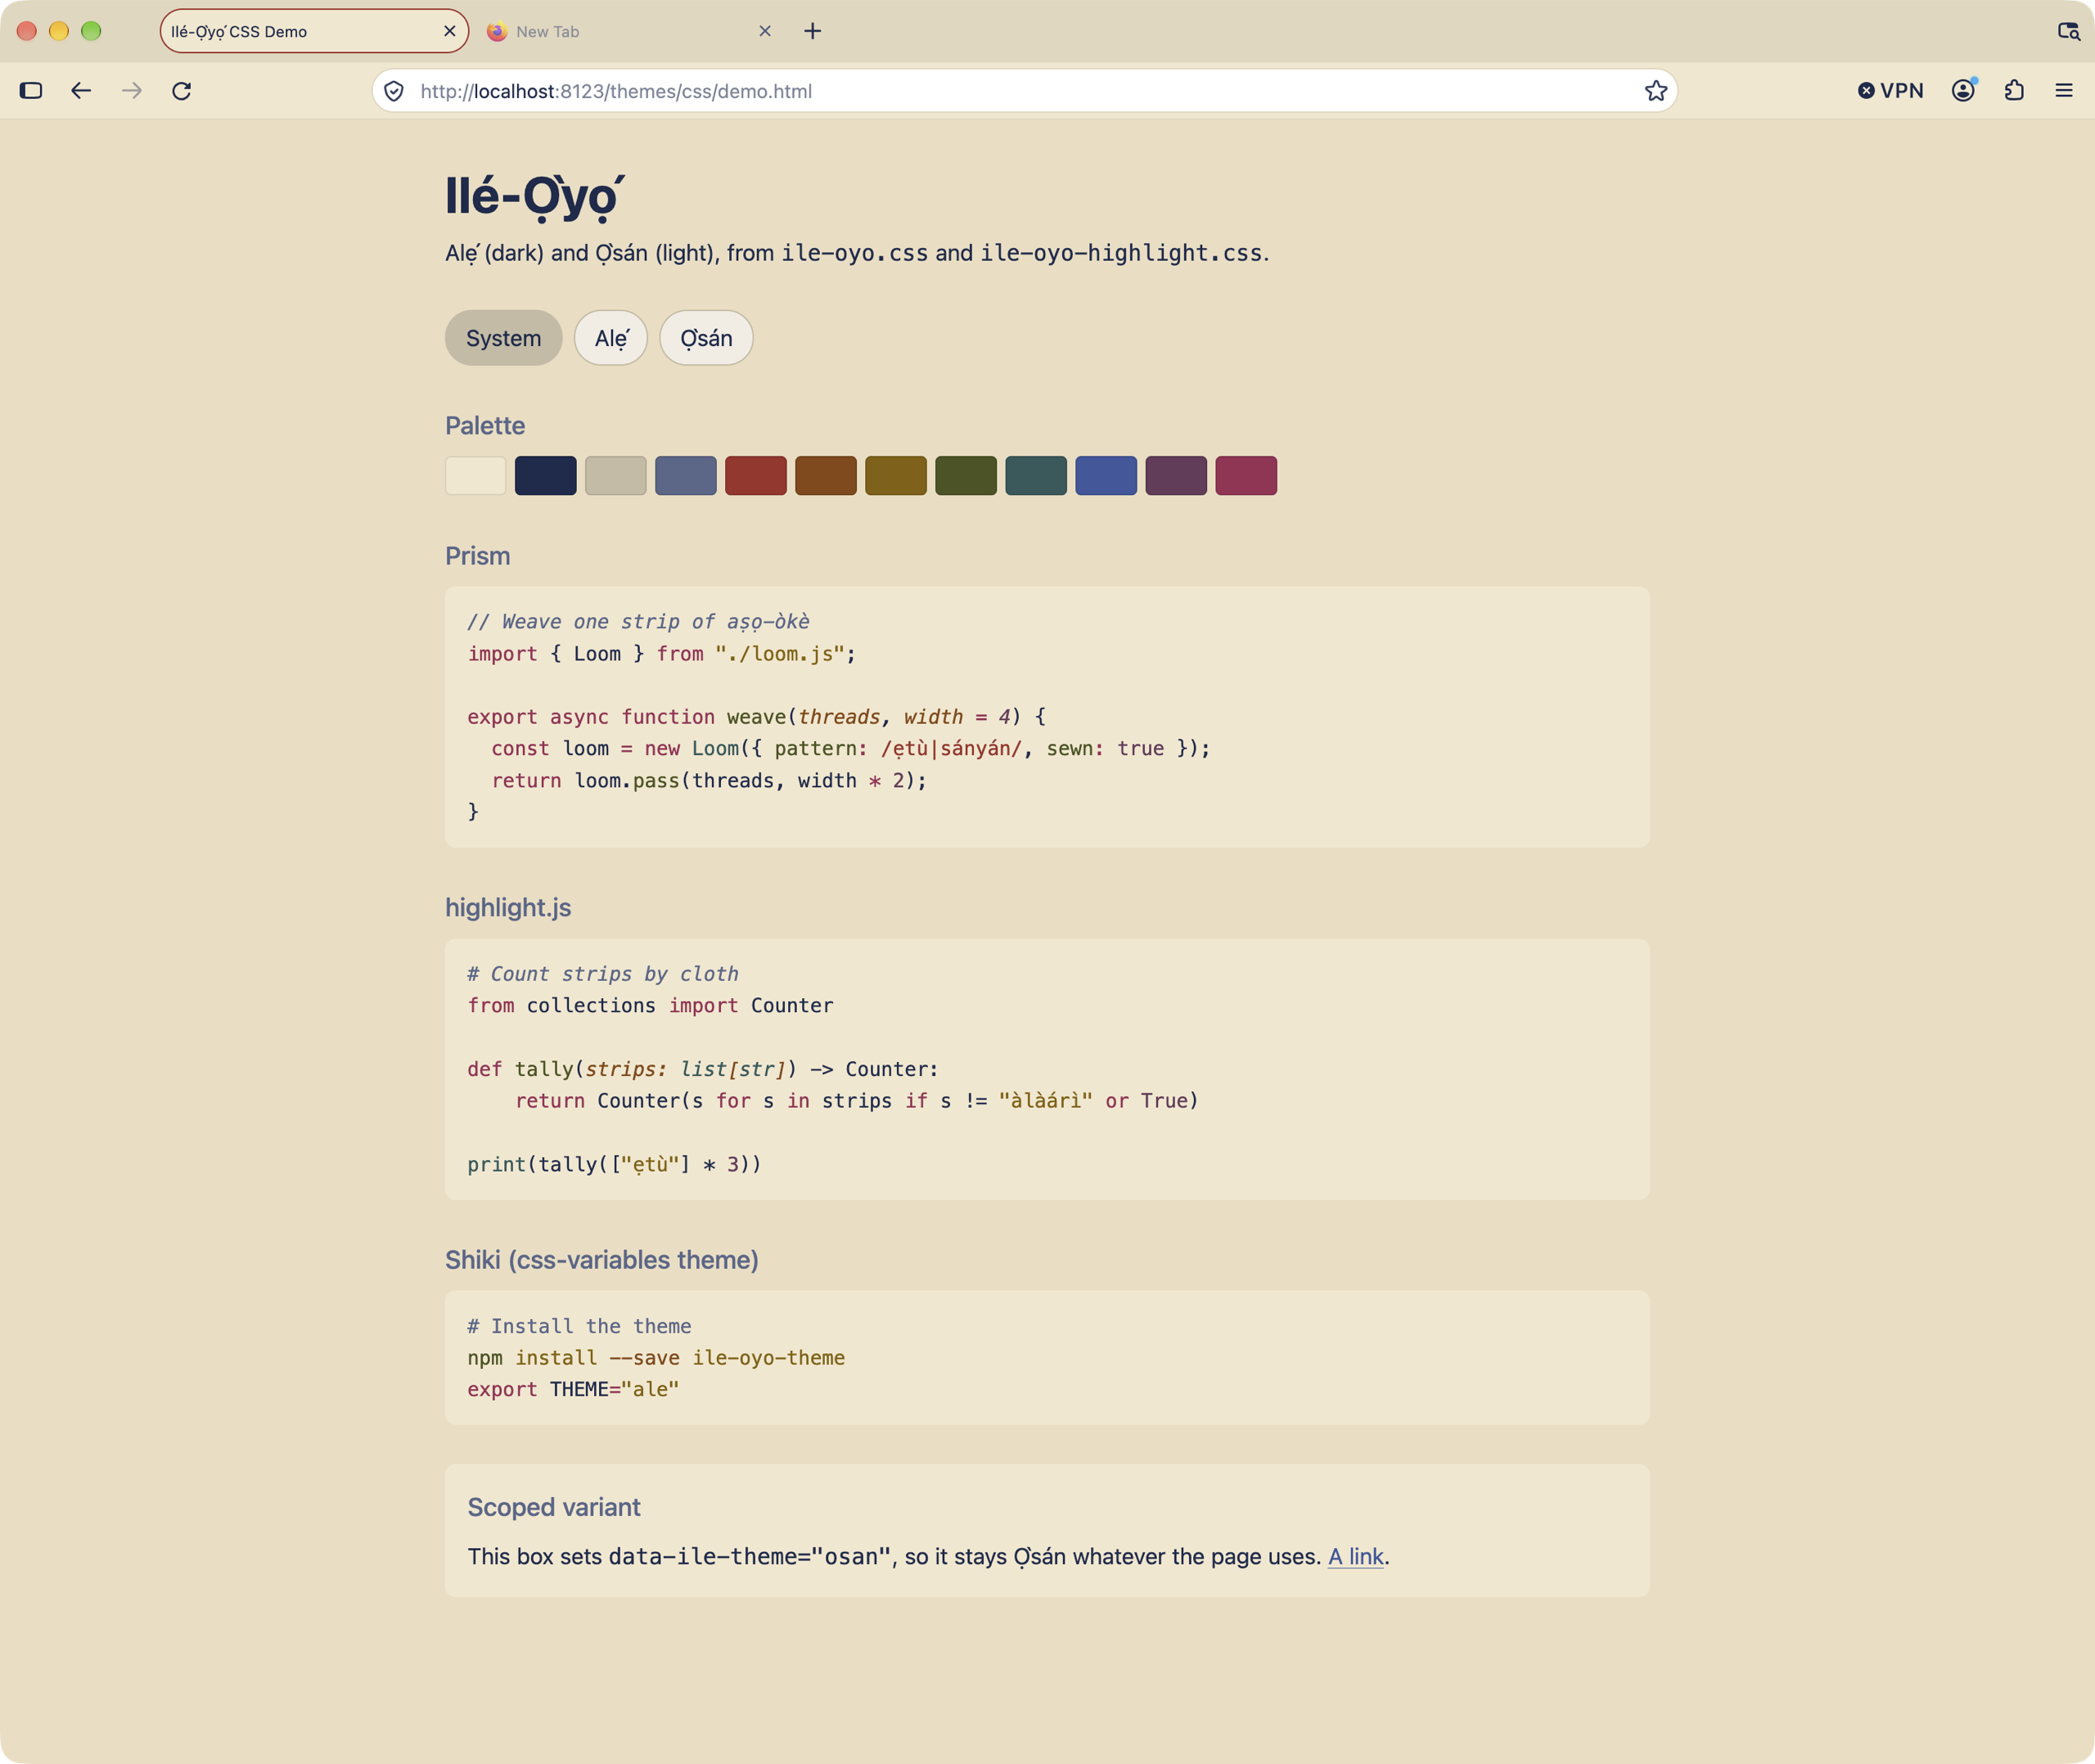 Ilé-Ọ̀yọ́ CSS Demo
New Tab
http://localhost:8123/themes/css/demo.html
VPN
Ilé-Ọ̀yọ́
Alẹ́ (dark) and Ọ̀sán (light), from ile-oyo.css and ile-oyo-highlight.css.
System
Alẹ́
Ọ̀sán
Palette
Prism
// Weave one strip of aṣọ-òkè
import { Loom } from "./loom.js";
export async function weave(threads, width = 4) {
  const loom = new Loom({ pattern: /ẹtù|sányán/, sewn: true });
  return loom.pass(threads, width * 2);
}
highlight.js
# Count strips by cloth
from collections import Counter
def tally(strips: list[str]) -> Counter:
    return Counter(s for s in strips if s != "àlàárì" or True)
print(tally(["ẹtù"] * 3))
Shiki (css-variables theme)
# Install the theme
npm install --save ile-oyo-theme
export THEME="ale"
Scoped variant
This box sets data-ile-theme="osan", so it stays Ọ̀sán whatever the page uses. A link.